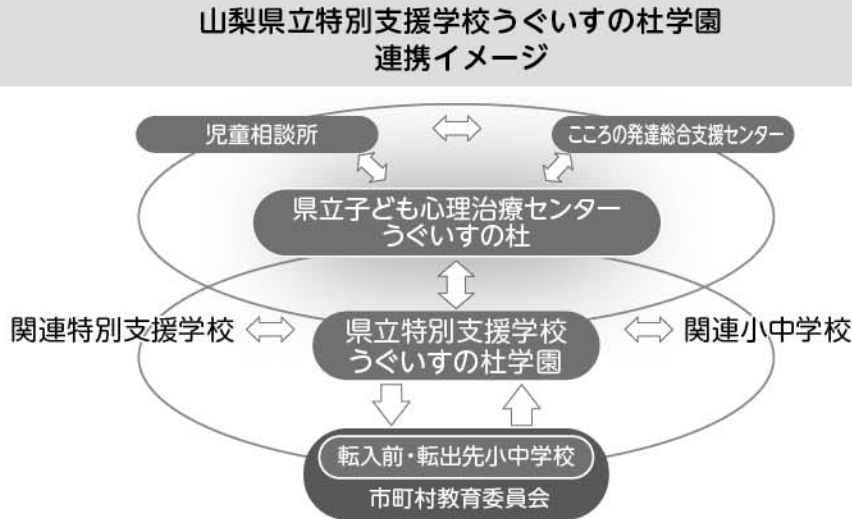 山梨県立特別支援学校うぐいすの杜学園
連携イメージ
児童相談所
こころの発達総合支援センター
県立子ども心理治療センター
うぐいすの杜
関連特別支援学校
県立特別支援学校
うぐいすの杜学園
関連小中学校
転入前・転出先小中学校
市町村教育委員会